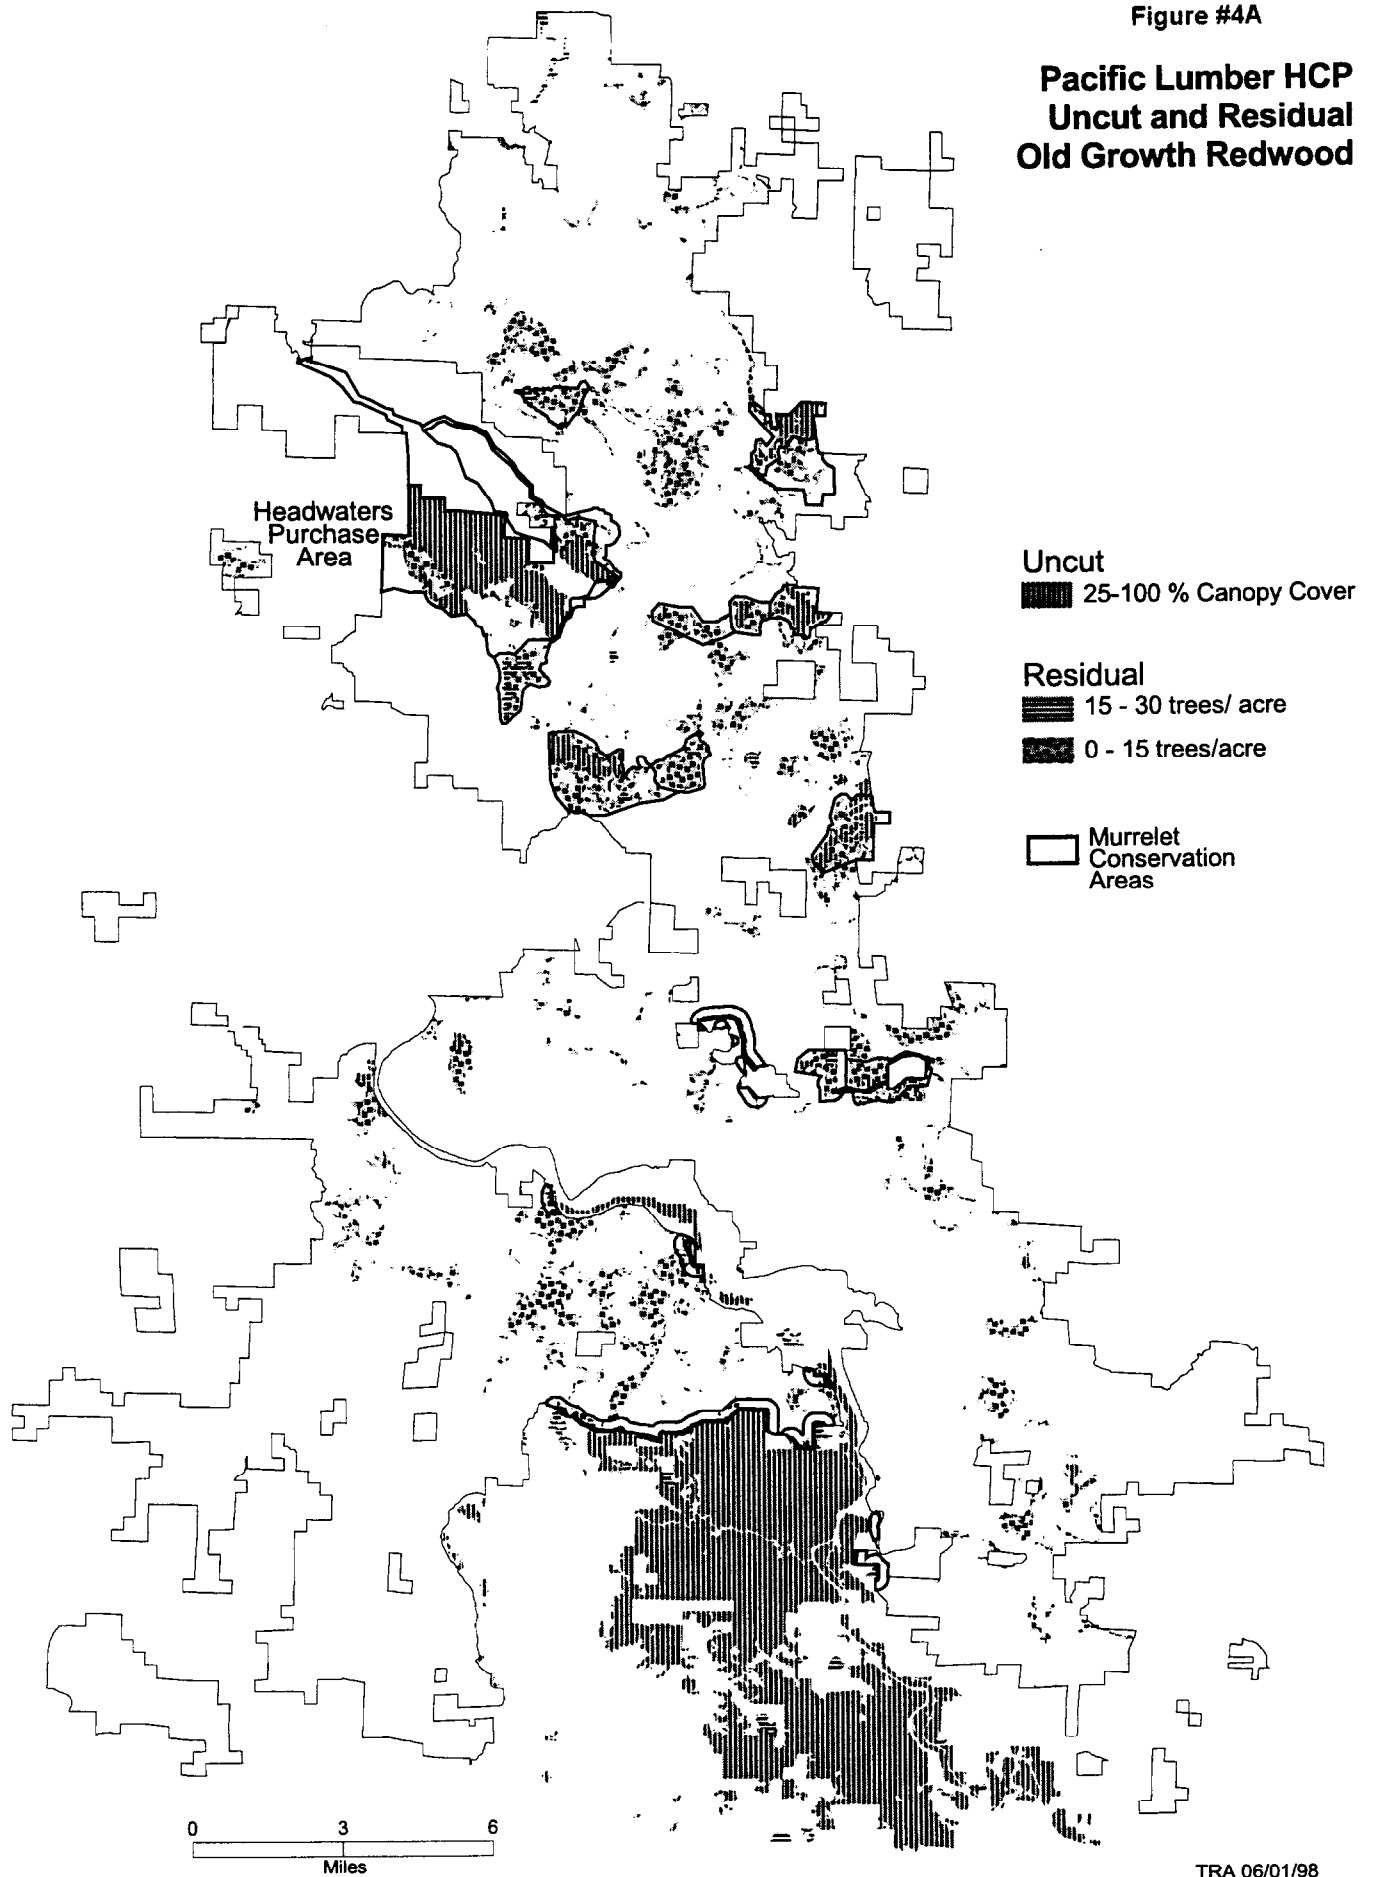 Figure #4A
Pacific Lumber HCP
Uncut and Residual
Old Growth Redwood
Headwaters
Purchase
Area
Uncut
25-100 % Canopy Cover
Residual
15 - 30 trees/ acre
0 - 15 trees/acre
Murrelet
Conservation
Areas
0 3 6
Miles
TRA 06/01/98